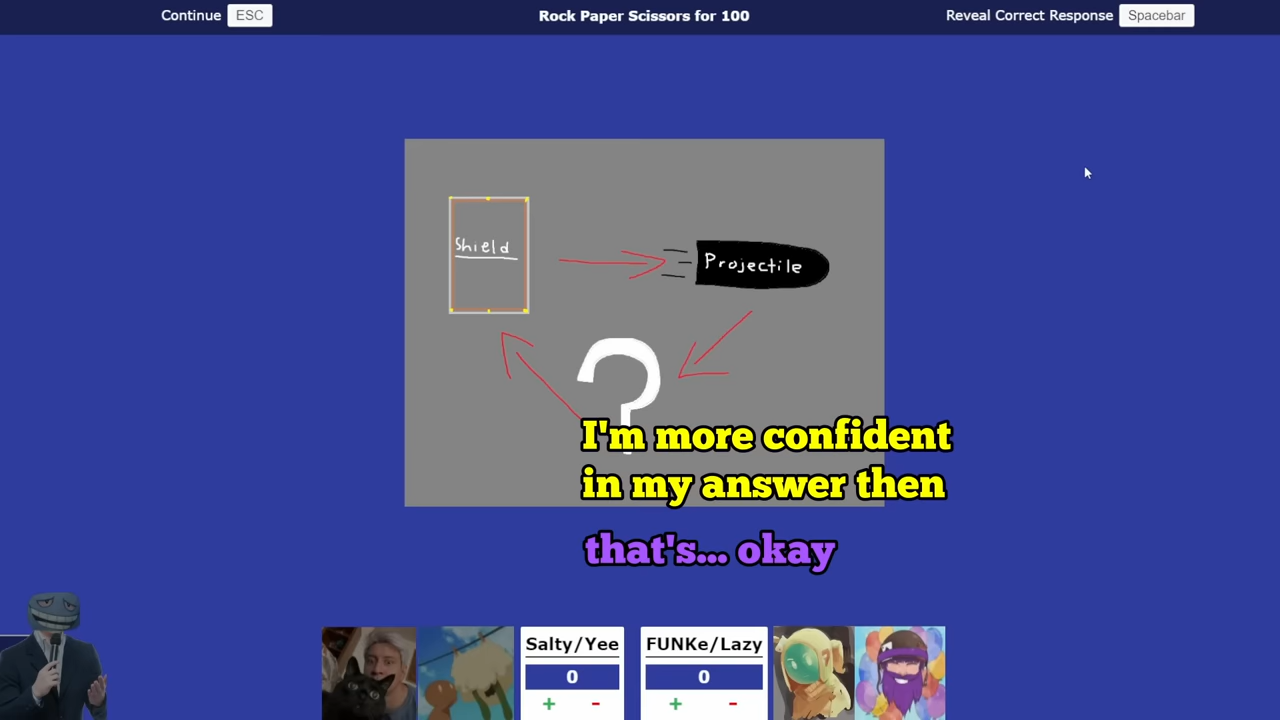 Continue ESC
Rock Paper Scissors for 100
Reveal Correct Response Spacebar
Shield
Projectile
?
I'm more confident
in my answer then
that's... okay
Salty/Yee
0
+ -
FUNKe/Lazy
0
+ -